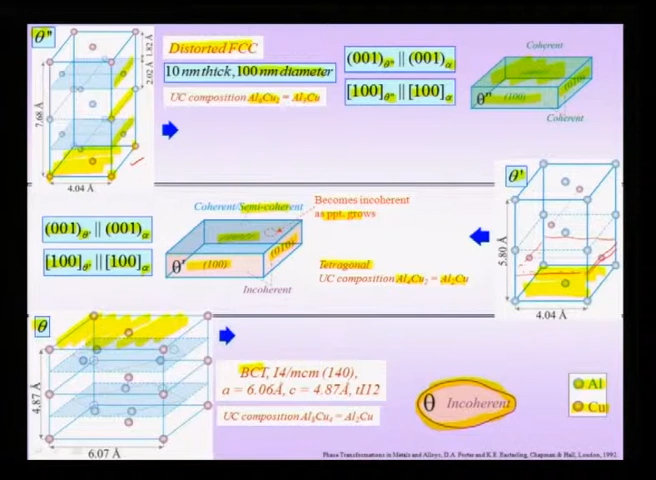 θ''
1.82 Å
2.02 Å
7.68 Å
4.04 Å
Distorted FCC
10 nm thick, 100 nm diameter
UC composition Al₆Cu₂ = Al₃Cu
(001)θ'' || (001)α
[100]θ'' || [100]α
Coherent
θ''
(100)
(010)
Coherent
(001)θ' || (001)α
[100]θ' || [100]α
Coherent/Semi-coherent
Becomes incoherent
as ppt. grows
θ'
(100)
(010)
Incoherent
Tetragonal
UC composition Al₄Cu₂ = Al₂Cu
θ'
5.80 Å
4.04 Å
θ
4.87 Å
6.07 Å
BCT, I4/mcm (140),
a = 6.06Å, c = 4.87Å, tI12
UC composition Al₈Cu₄ = Al₂Cu
θ Incoherent
Al
Cu
Phase Transformations in Metals and Alloys, D.A. Porter and K.E. Easterling, Chapman & Hall, London, 1992.